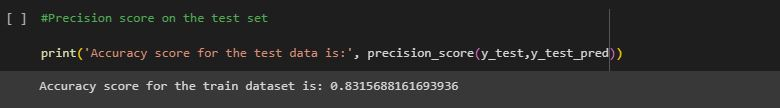 [ ] #Precision score on the test set
print('Accuracy score for the test data is:', precision_score(y_test,y_test_pred))
Accuracy score for the train dataset is: 0.8315688161693936